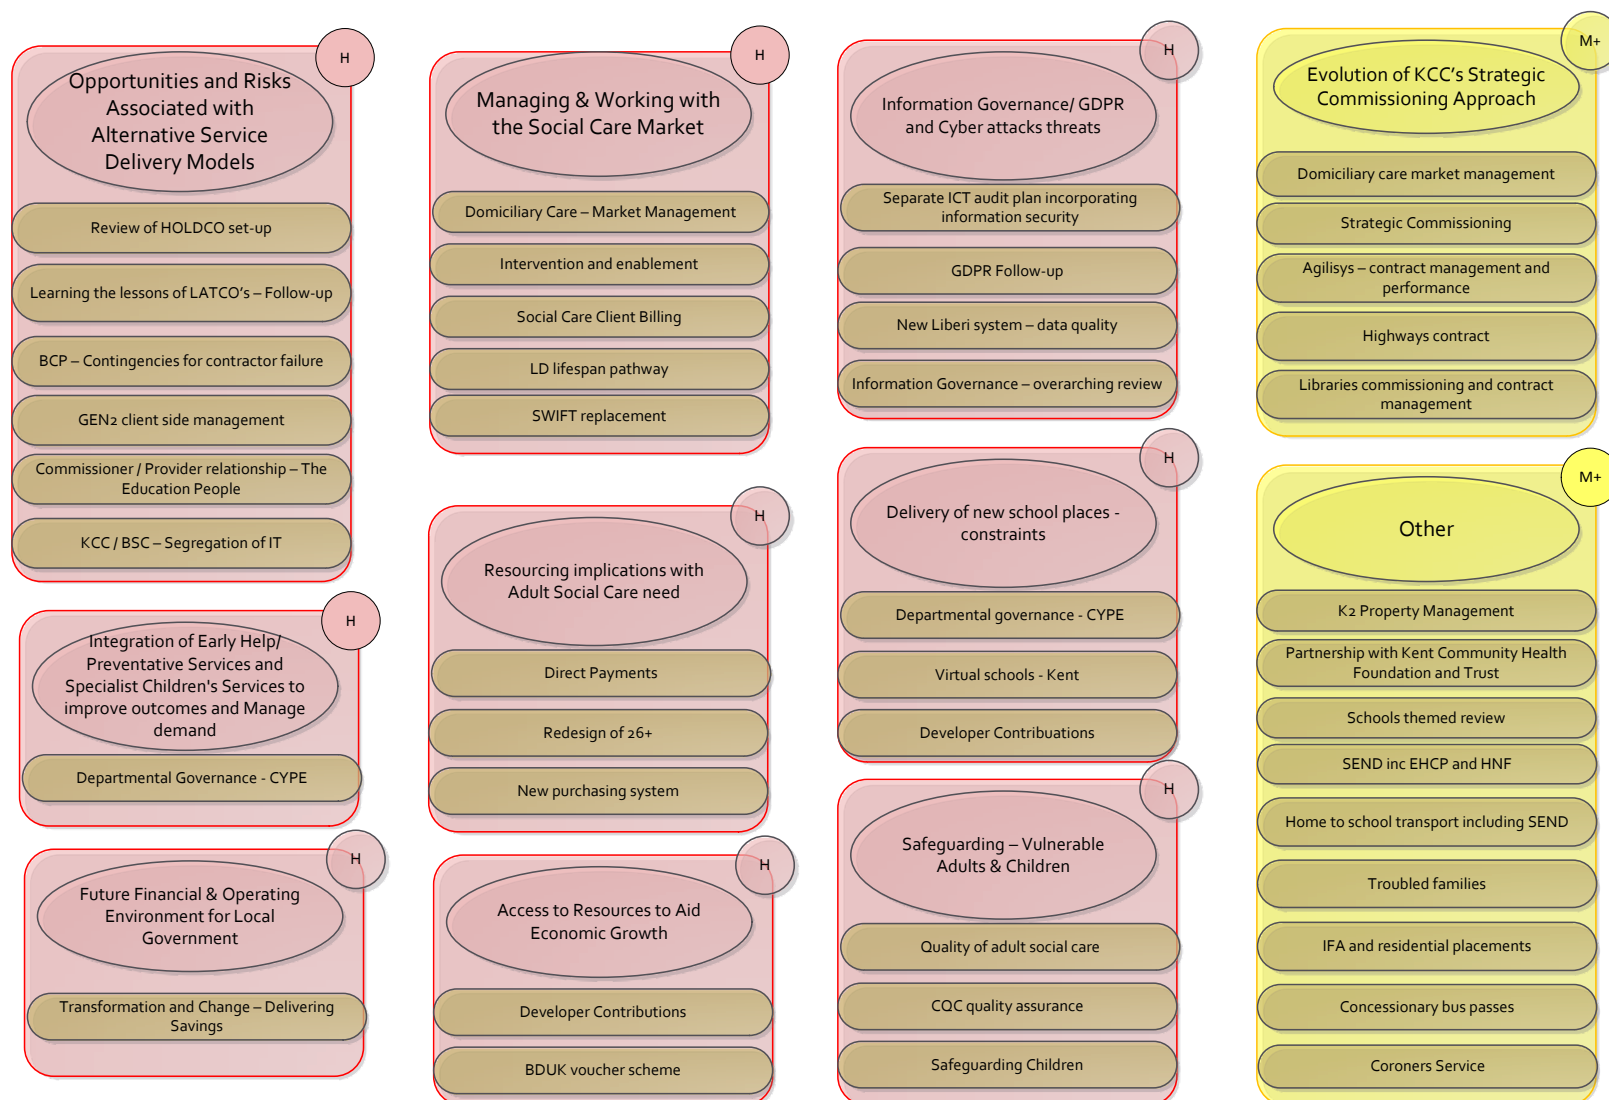 H
Opportunities and Risks
Associated with
Alternative Service
Delivery Models
Review of HOLDCO set-up
Learning the lessons of LATCO's – Follow-up
BCP – Contingencies for contractor failure
GEN2 client side management
Commissioner / Provider relationship – The
Education People
KCC / BSC – Segregation of IT
H
Integration of Early Help/
Preventative Services and
Specialist Children's Services to
improve outcomes and Manage
demand
Departmental Governance - CYPE
H
Future Financial & Operating
Environment for Local
Government
Transformation and Change – Delivering
Savings
H
Managing & Working with
the Social Care Market
Domiciliary Care – Market Management
Intervention and enablement
Social Care Client Billing
LD lifespan pathway
SWIFT replacement
H
Resourcing implications with
Adult Social Care need
Direct Payments
Redesign of 26+
New purchasing system
H
Access to Resources to Aid
Economic Growth
Developer Contributions
BDUK voucher scheme
H
Information Governance/ GDPR
and Cyber attacks threats
Separate ICT audit plan incorporating
information security
GDPR Follow-up
New Liberi system – data quality
Information Governance – overarching review
H
Delivery of new school places -
constraints
Departmental governance - CYPE
Virtual schools - Kent
Developer Contribuations
H
Safeguarding – Vulnerable
Adults & Children
Quality of adult social care
CQC quality assurance
Safeguarding Children
M+
Evolution of KCC's Strategic
Commissioning Approach
Domiciliary care market management
Strategic Commissioning
Agilisys – contract management and
performance
Highways contract
Libraries commissioning and contract
management
M+
Other
K2 Property Management
Partnership with Kent Community Health
Foundation and Trust
Schools themed review
SEND inc EHCP and HNF
Home to school transport including SEND
Troubled families
IFA and residential placements
Concessionary bus passes
Coroners Service